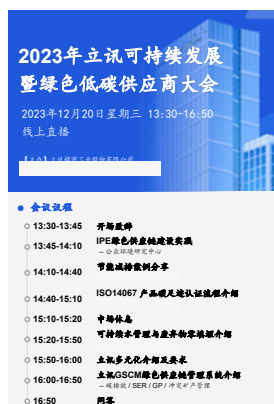 2023年立讯可持续发展
暨绿色低碳供应商大会
2023年12月20日星期三 13:30-16:50
线上直播
会议议程
13:30-13:45 开场致辞
13:45-14:10 IPE绿色供应链建设实践
--公众环境研究中心
14:10-14:40 节能减排案例分享
14:40-15:10 ISO14067 产品碳足迹认证流程介绍
15:10-15:20 中场休息
15:20-15:50 可持续水管理与废弃物零填埋介绍
15:50-16:00 立讯多元化介绍及要求
16:00-16:50 立讯GSCM绿色供应链管理系统介绍
--碳排放 / SER / GP / 冲突矿产管理
16:50 问答